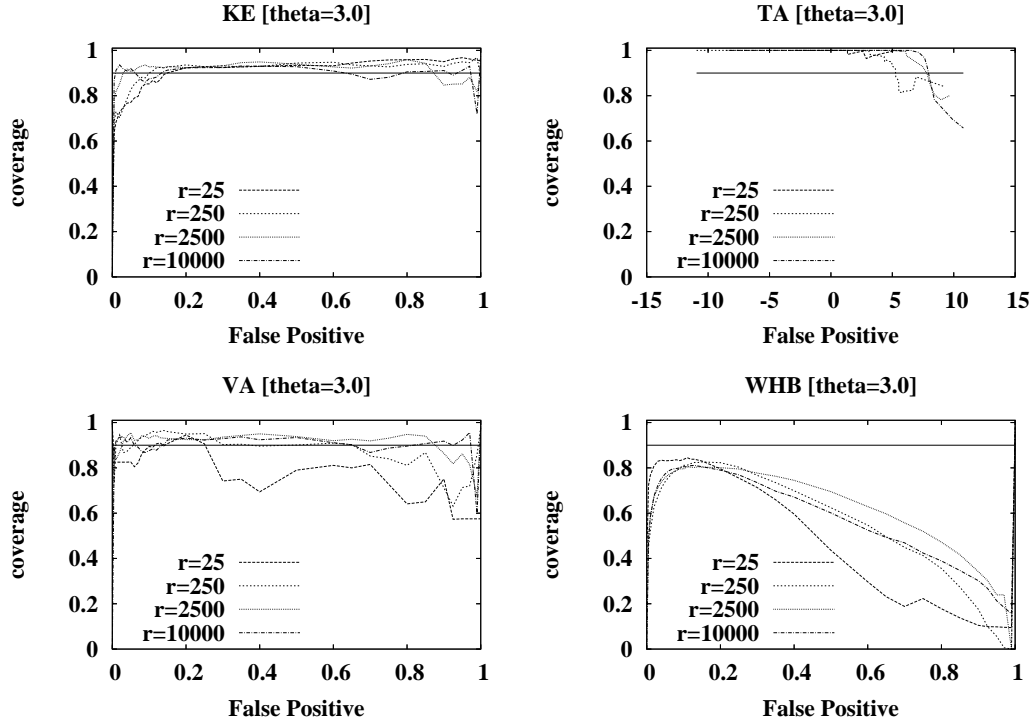 KE [theta=3.0]
1
0.8
0.6
0.4
0.2
0
coverage
r=25
r=250
r=2500
r=10000
0 0.2 0.4 0.6 0.8 1
False Positive
TA [theta=3.0]
1
0.8
0.6
0.4
0.2
0
coverage
r=25
r=250
r=2500
r=10000
-15 -10 -5 0 5 10 15
False Positive
VA [theta=3.0]
1
0.8
0.6
0.4
0.2
0
coverage
r=25
r=250
r=2500
r=10000
0 0.2 0.4 0.6 0.8 1
False Positive
WHB [theta=3.0]
1
0.8
0.6
0.4
0.2
0
coverage
r=25
r=250
r=2500
r=10000
0 0.2 0.4 0.6 0.8 1
False Positive